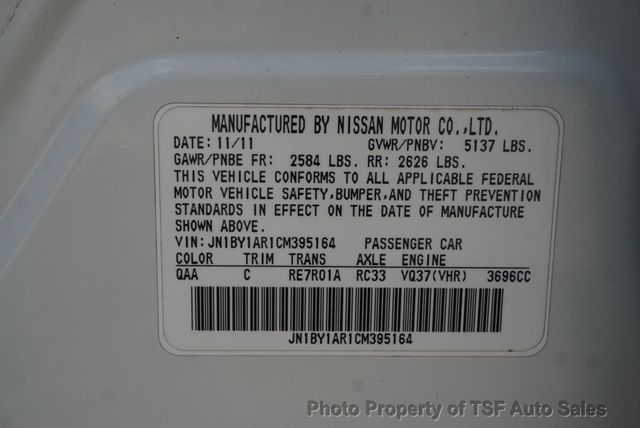 MANUFACTURED BY NISSAN MOTOR CO.,LTD.
DATE: 11/11 GVWR/PNBV: 5137 LBS.
GAWR/PNBE FR: 2584 LBS. RR: 2626 LBS.
THIS VEHICLE CONFORMS TO ALL APPLICABLE FEDERAL
MOTOR VEHICLE SAFETY,BUMPER,AND THEFT PREVENTION
STANDARDS IN EFFECT ON THE DATE OF MANUFACTURE
SHOWN ABOVE.
VIN: JN1BY1AR1CM395164 PASSENGER CAR
COLOR TRIM TRANS AXLE ENGINE
QAA C RE7R01A RC33 VQ37(VHR) 3696CC
JN1BY1AR1CM395164
Photo Property of TSF Auto Sales